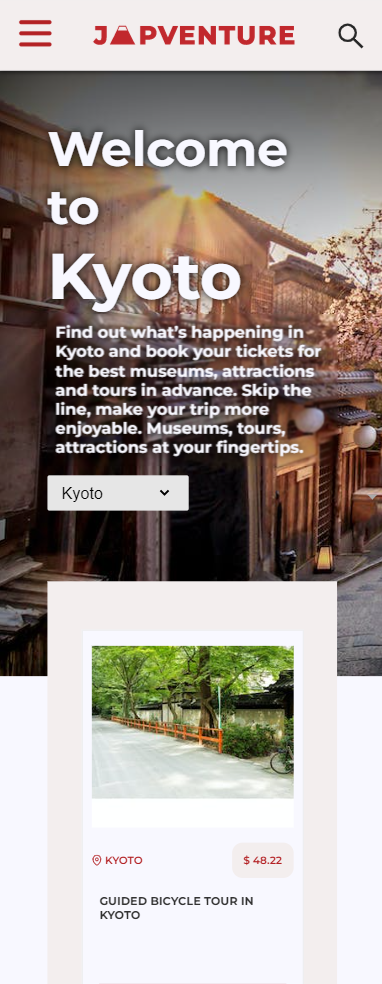 JAPVENTURE
Welcome
to
Kyoto
Find out what's happening in
Kyoto and book your tickets for
the best museums, attractions
and tours in advance. Skip the
line, make your trip more
enjoyable. Museums, tours,
attractions at your fingertips.
Kyoto
KYOTO
$ 48.22
GUIDED BICYCLE TOUR IN
KYOTO